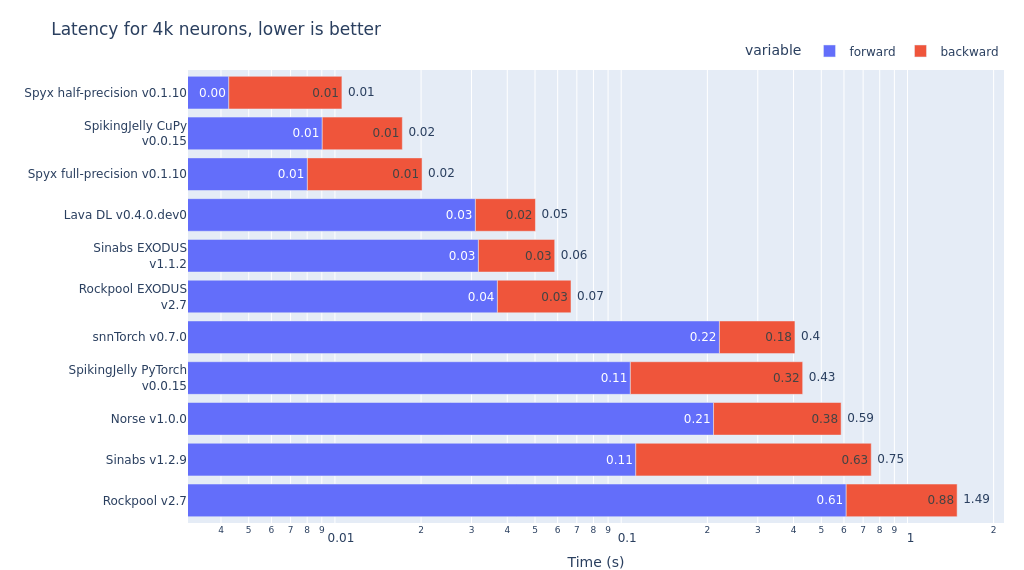 Latency for 4k neurons, lower is better
variable forward backward
Spyx half-precision v0.1.10 0.00 0.01 0.01
SpikingJelly CuPy
v0.0.15 0.01 0.01 0.02
Spyx full-precision v0.1.10 0.01 0.01 0.02
Lava DL v0.4.0.dev0 0.03 0.02 0.05
Sinabs EXODUS
v1.1.2 0.03 0.03 0.06
Rockpool EXODUS
v2.7 0.04 0.03 0.07
snnTorch v0.7.0 0.22 0.18 0.4
SpikingJelly PyTorch
v0.0.15 0.11 0.32 0.43
Norse v1.0.0 0.21 0.38 0.59
Sinabs v1.2.9 0.11 0.63 0.75
Rockpool v2.7 0.61 0.88 1.49
4 5 6 7 8 9 0.01 2 3 4 5 6 7 8 9 0.1 2 3 4 5 6 7 8 9 1 2
Time (s)